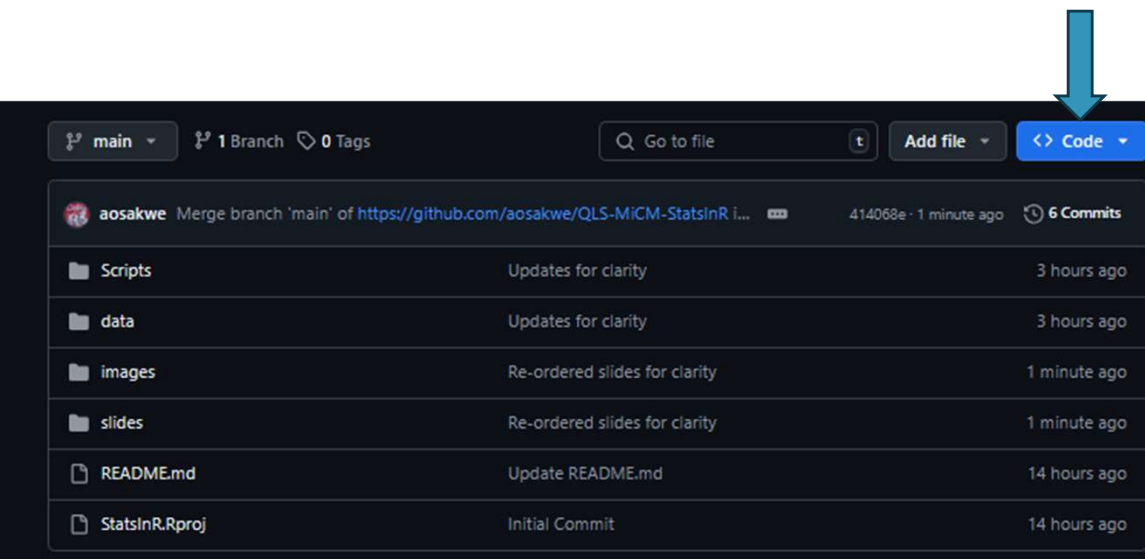 main 1 Branch 0 Tags Go to file t Add file <> Code
aosakwe Merge branch 'main' of https://github.com/aosakwe/QLS-MiCM-StatsInR i... 414068e · 1 minute ago 6 Commits
Scripts Updates for clarity 3 hours ago
data Updates for clarity 3 hours ago
images Re-ordered slides for clarity 1 minute ago
slides Re-ordered slides for clarity 1 minute ago
README.md Update README.md 14 hours ago
StatsInR.Rproj Initial Commit 14 hours ago